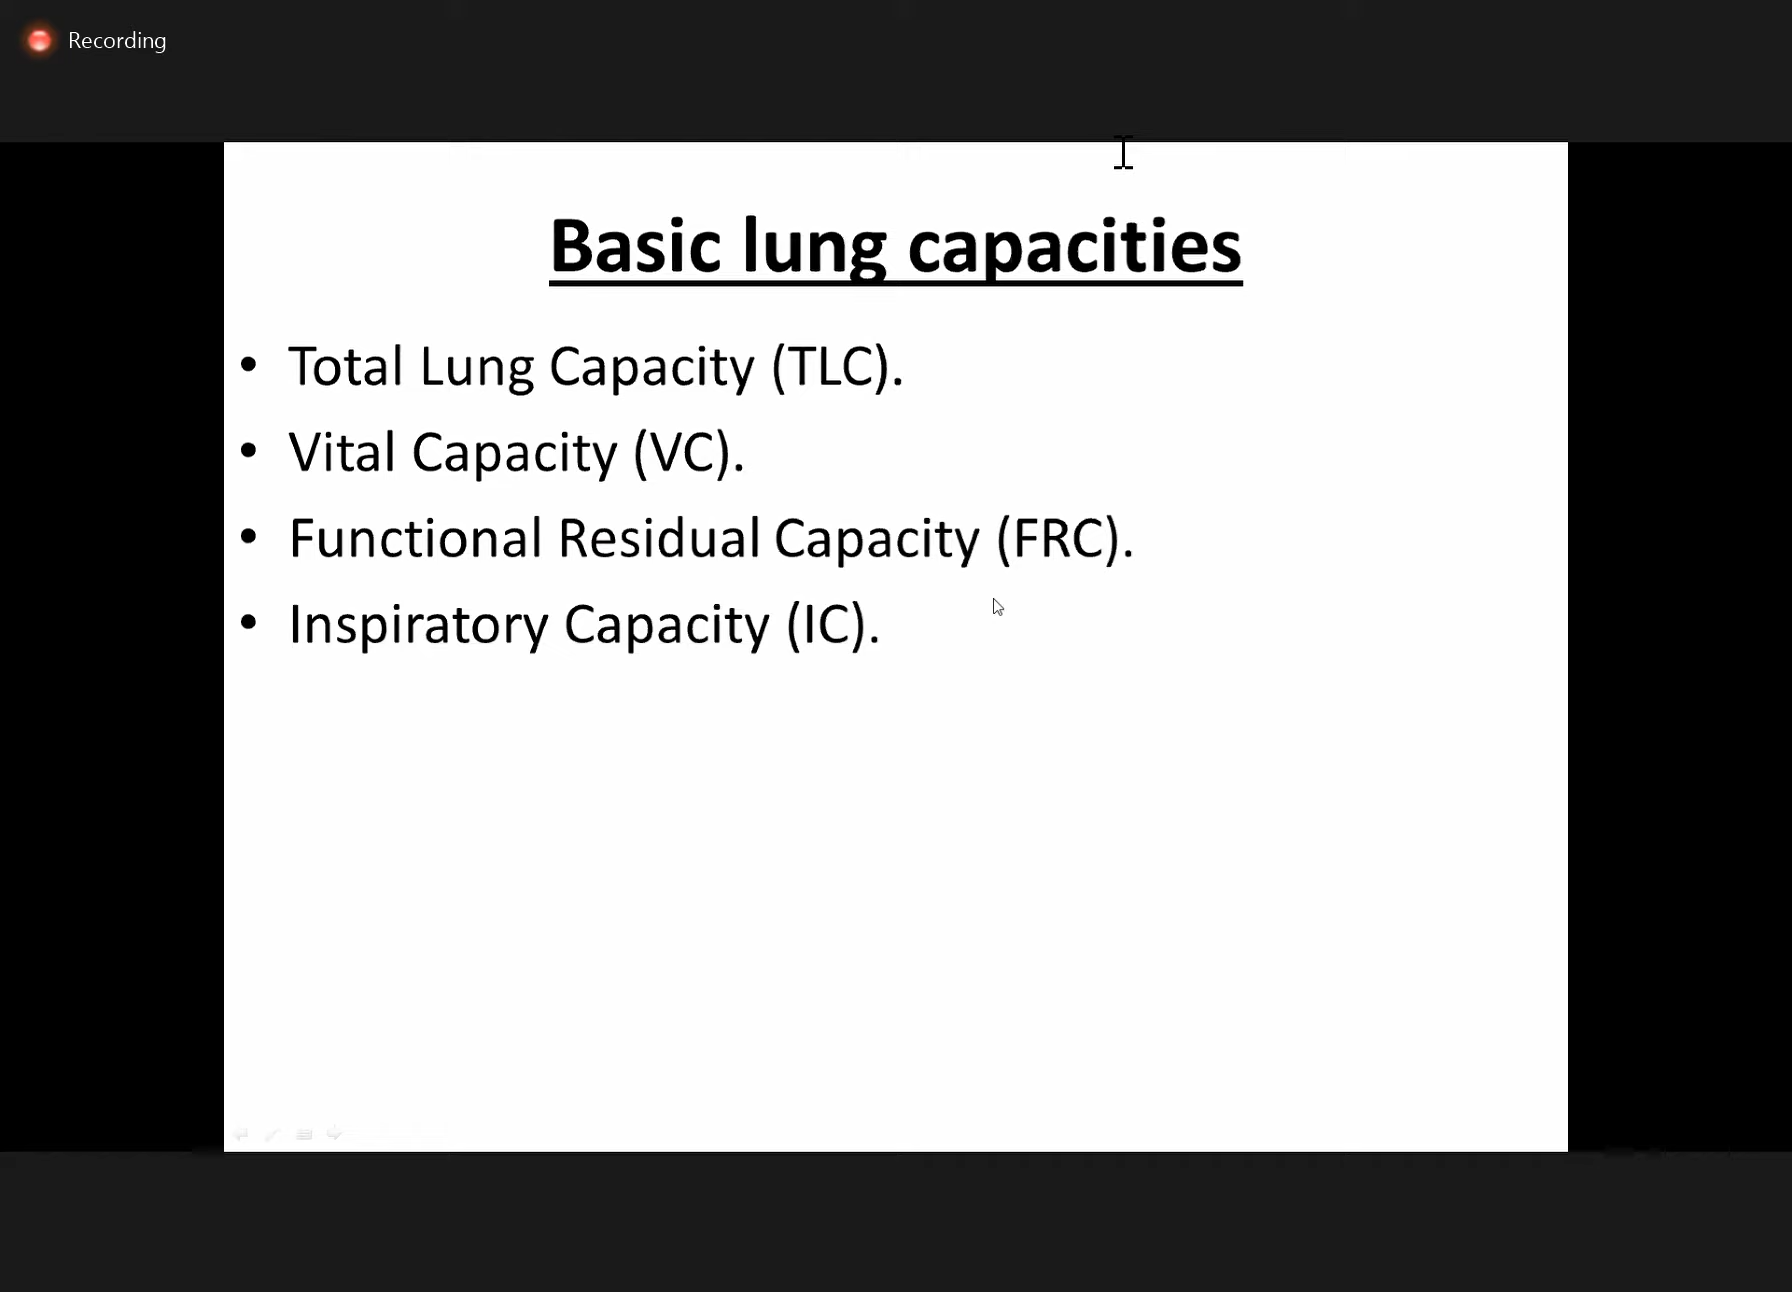 Recording
Basic lung capacities
• Total Lung Capacity (TLC).
• Vital Capacity (VC).
• Functional Residual Capacity (FRC).
• Inspiratory Capacity (IC).